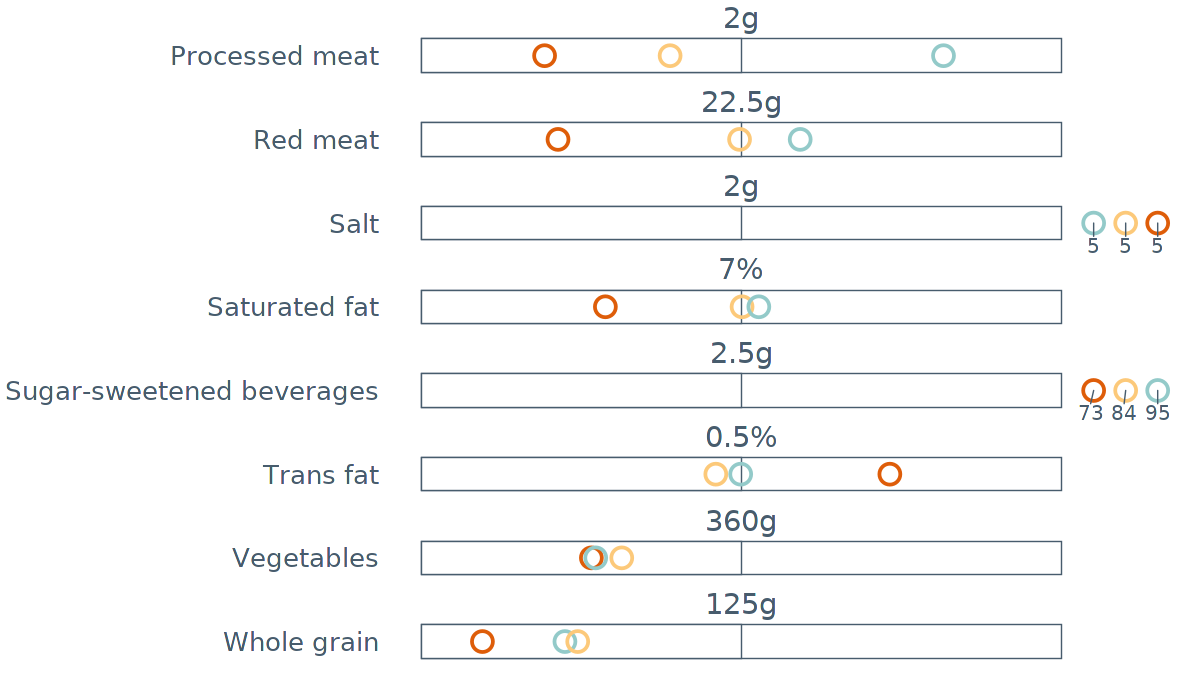 2g
Processed meat
22.5g
Red meat
2g
Salt
5 5 5
7%
Saturated fat
2.5g
Sugar-sweetened beverages
73 84 95
0.5%
Trans fat
360g
Vegetables
125g
Whole grain